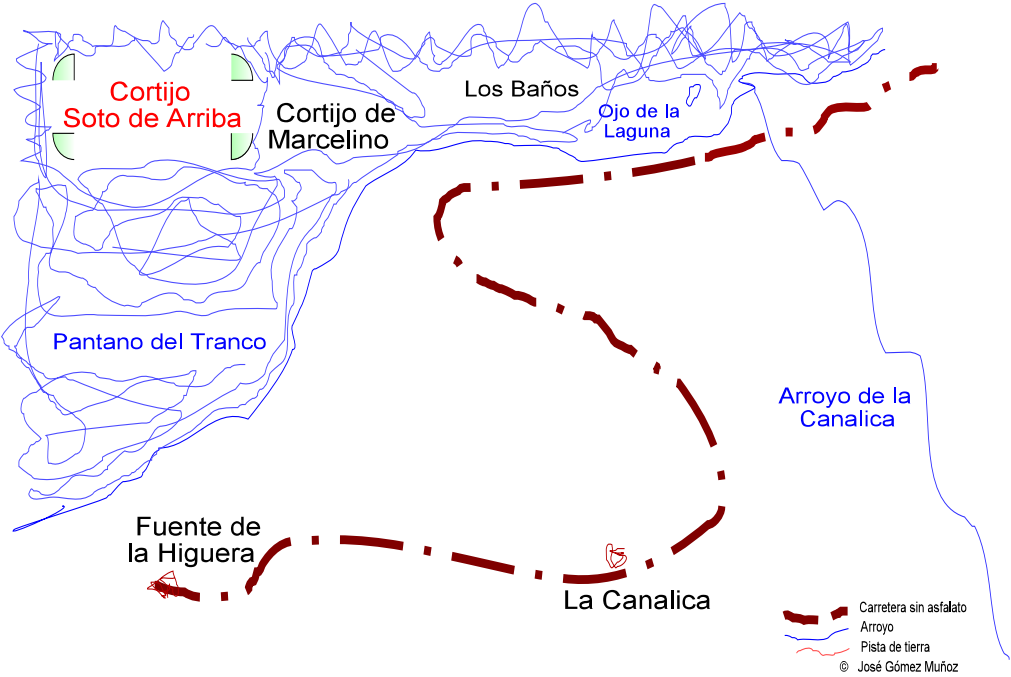 Cortijo
Soto de Arriba
Cortijo de
Marcelino
Los Baños
Ojo de la
Laguna
Pantano del Tranco
Arroyo de la
Canalica
Fuente de
la Higuera
La Canalica
Carretera sin asfalato
Arroyo
Pista de tierra
© José Gómez Muñoz